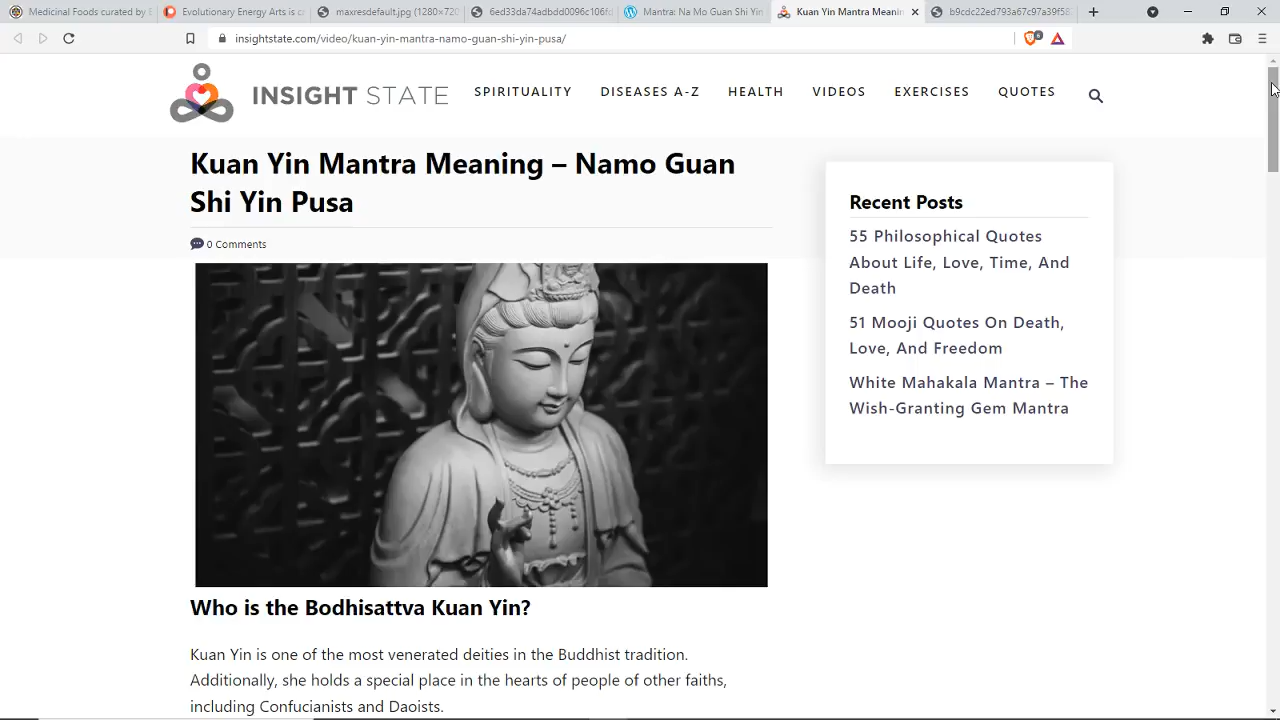 Medicinal Foods curated by E
Evolutionary Energy Arts is c
maxresdefault.jpg (1280×720
6ed33da74adbdd0096c106fa
Mantra: Na Mo Guan Shi Yin
Kuan Yin Mantra Meanin
b9cdc22ed793a67c97a39f58
insightstate.com/video/kuan-yin-mantra-namo-guan-shi-yin-pusa/
INSIGHT STATE
SPIRITUALITY
DISEASES A-Z
HEALTH
VIDEOS
EXERCISES
QUOTES
Kuan Yin Mantra Meaning – Namo Guan
Shi Yin Pusa
0 Comments
Who is the Bodhisattva Kuan Yin?
Kuan Yin is one of the most venerated deities in the Buddhist tradition.
Additionally, she holds a special place in the hearts of people of other faiths,
including Confucianists and Daoists.
Recent Posts
55 Philosophical Quotes
About Life, Love, Time, And
Death
51 Mooji Quotes On Death,
Love, And Freedom
White Mahakala Mantra – The
Wish-Granting Gem Mantra